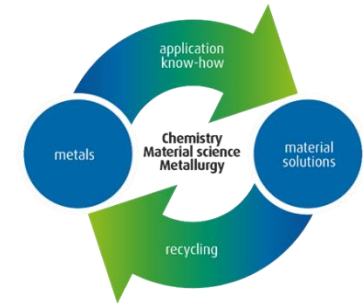 application
know-how
metals
Chemistry
Material science
Metallurgy
material
solutions
recycling